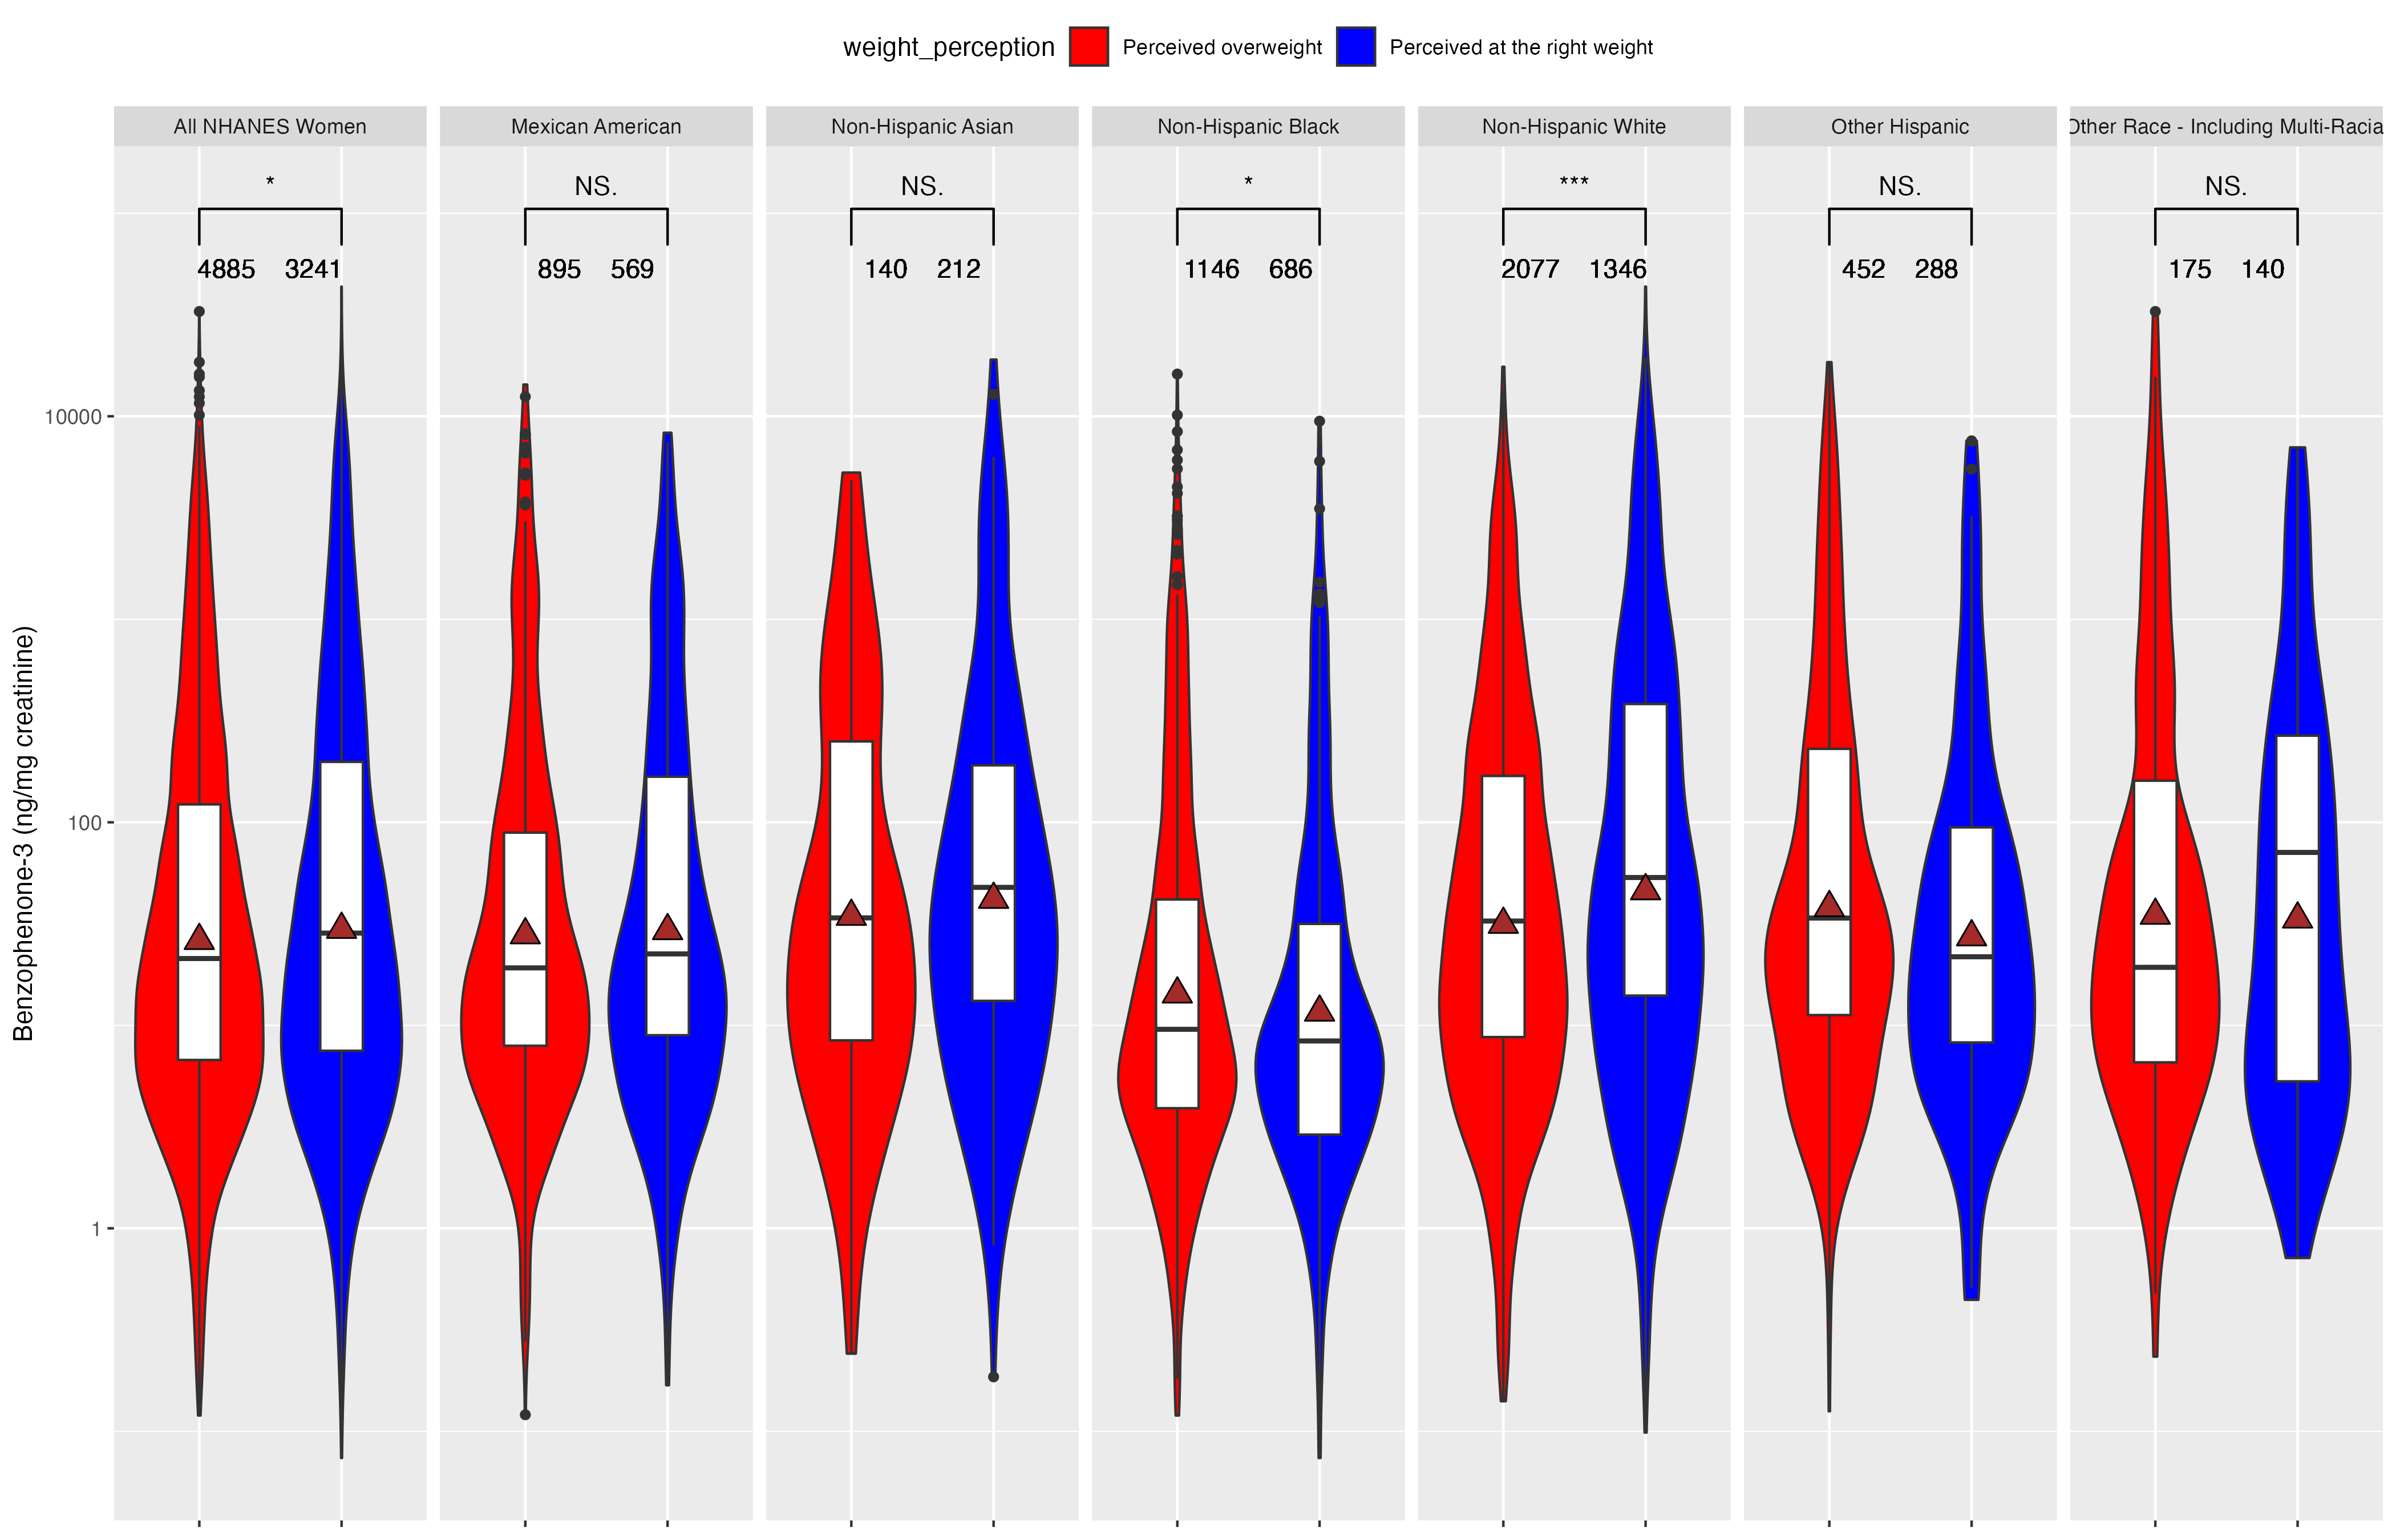 weight_perception Perceived overweight Perceived at the right weight
All NHANES Women Mexican American Non-Hispanic Asian Non-Hispanic Black Non-Hispanic White Other Hispanic Other Race - Including Multi-Racia
* NS. NS. * *** NS. NS.
4885 3241 895 569 140 212 1146 686 2077 1346 452 288 175 140
10000
100
1
Benzophenone-3 (ng/mg creatinine)